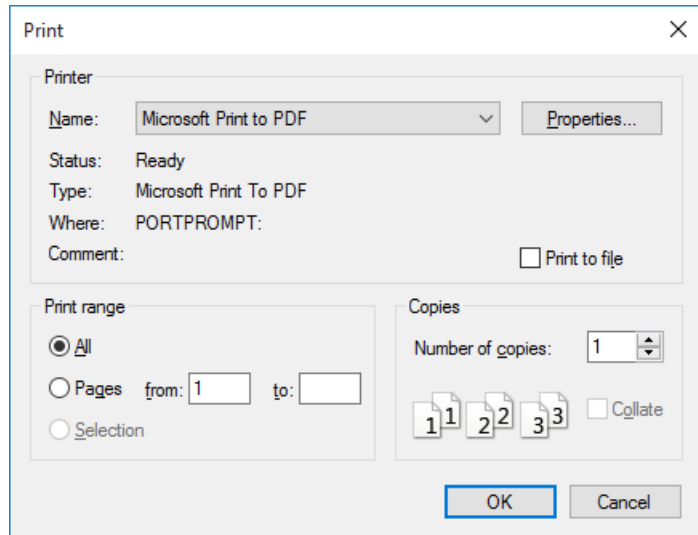 Print
Printer
Name: Microsoft Print to PDF Properties...
Status: Ready
Type: Microsoft Print To PDF
Where: PORTPROMPT:
Comment: Print to file
Print range
All
Pages from: 1 to:
Selection
Copies
Number of copies: 1
1 1 2 2 3 3 Collate
OK Cancel